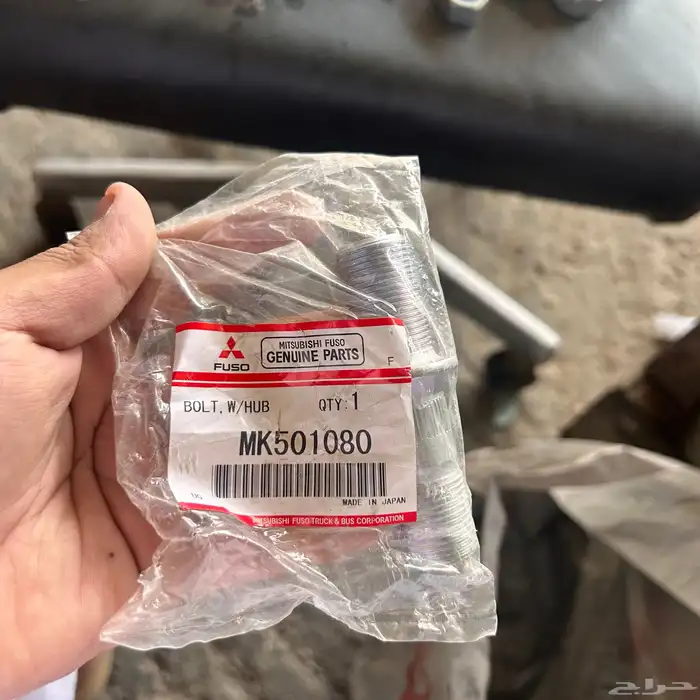 FUSO
MITSUBISHI FUSO
GENUINE PARTS
F
BOLT, W/HUB QTY:1
MK501080
MADE IN JAPAN
MITSUBISHI FUSO TRUCK & BUS CORPORATION
حراج